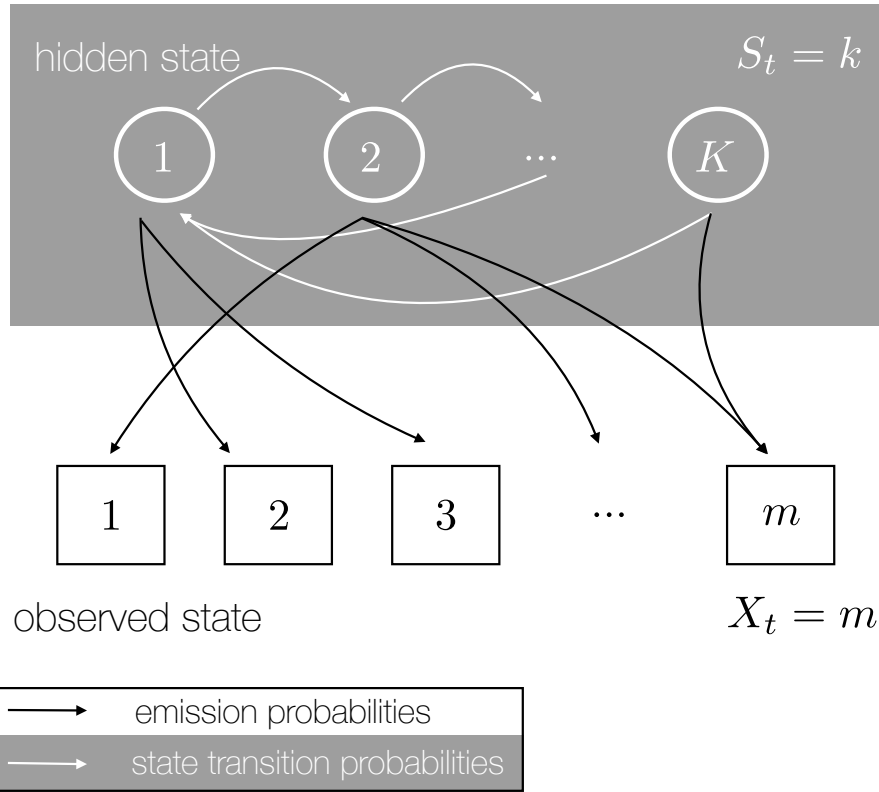 hidden state
S_t = k
1 2 ... K
1 2 3 ... m
observed state
X_t = m
emission probabilities
state transition probabilities